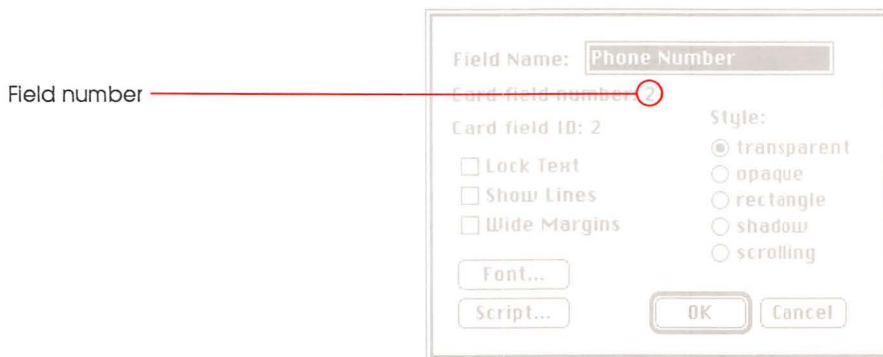 Field Name: Phone Number
Field number
Card field number: 2
Card field ID: 2
Style:
transparent
Lock Text
opaque
Show Lines
rectangle
Wide Margins
shadow
scrolling
Font...
Script...
OK
Cancel